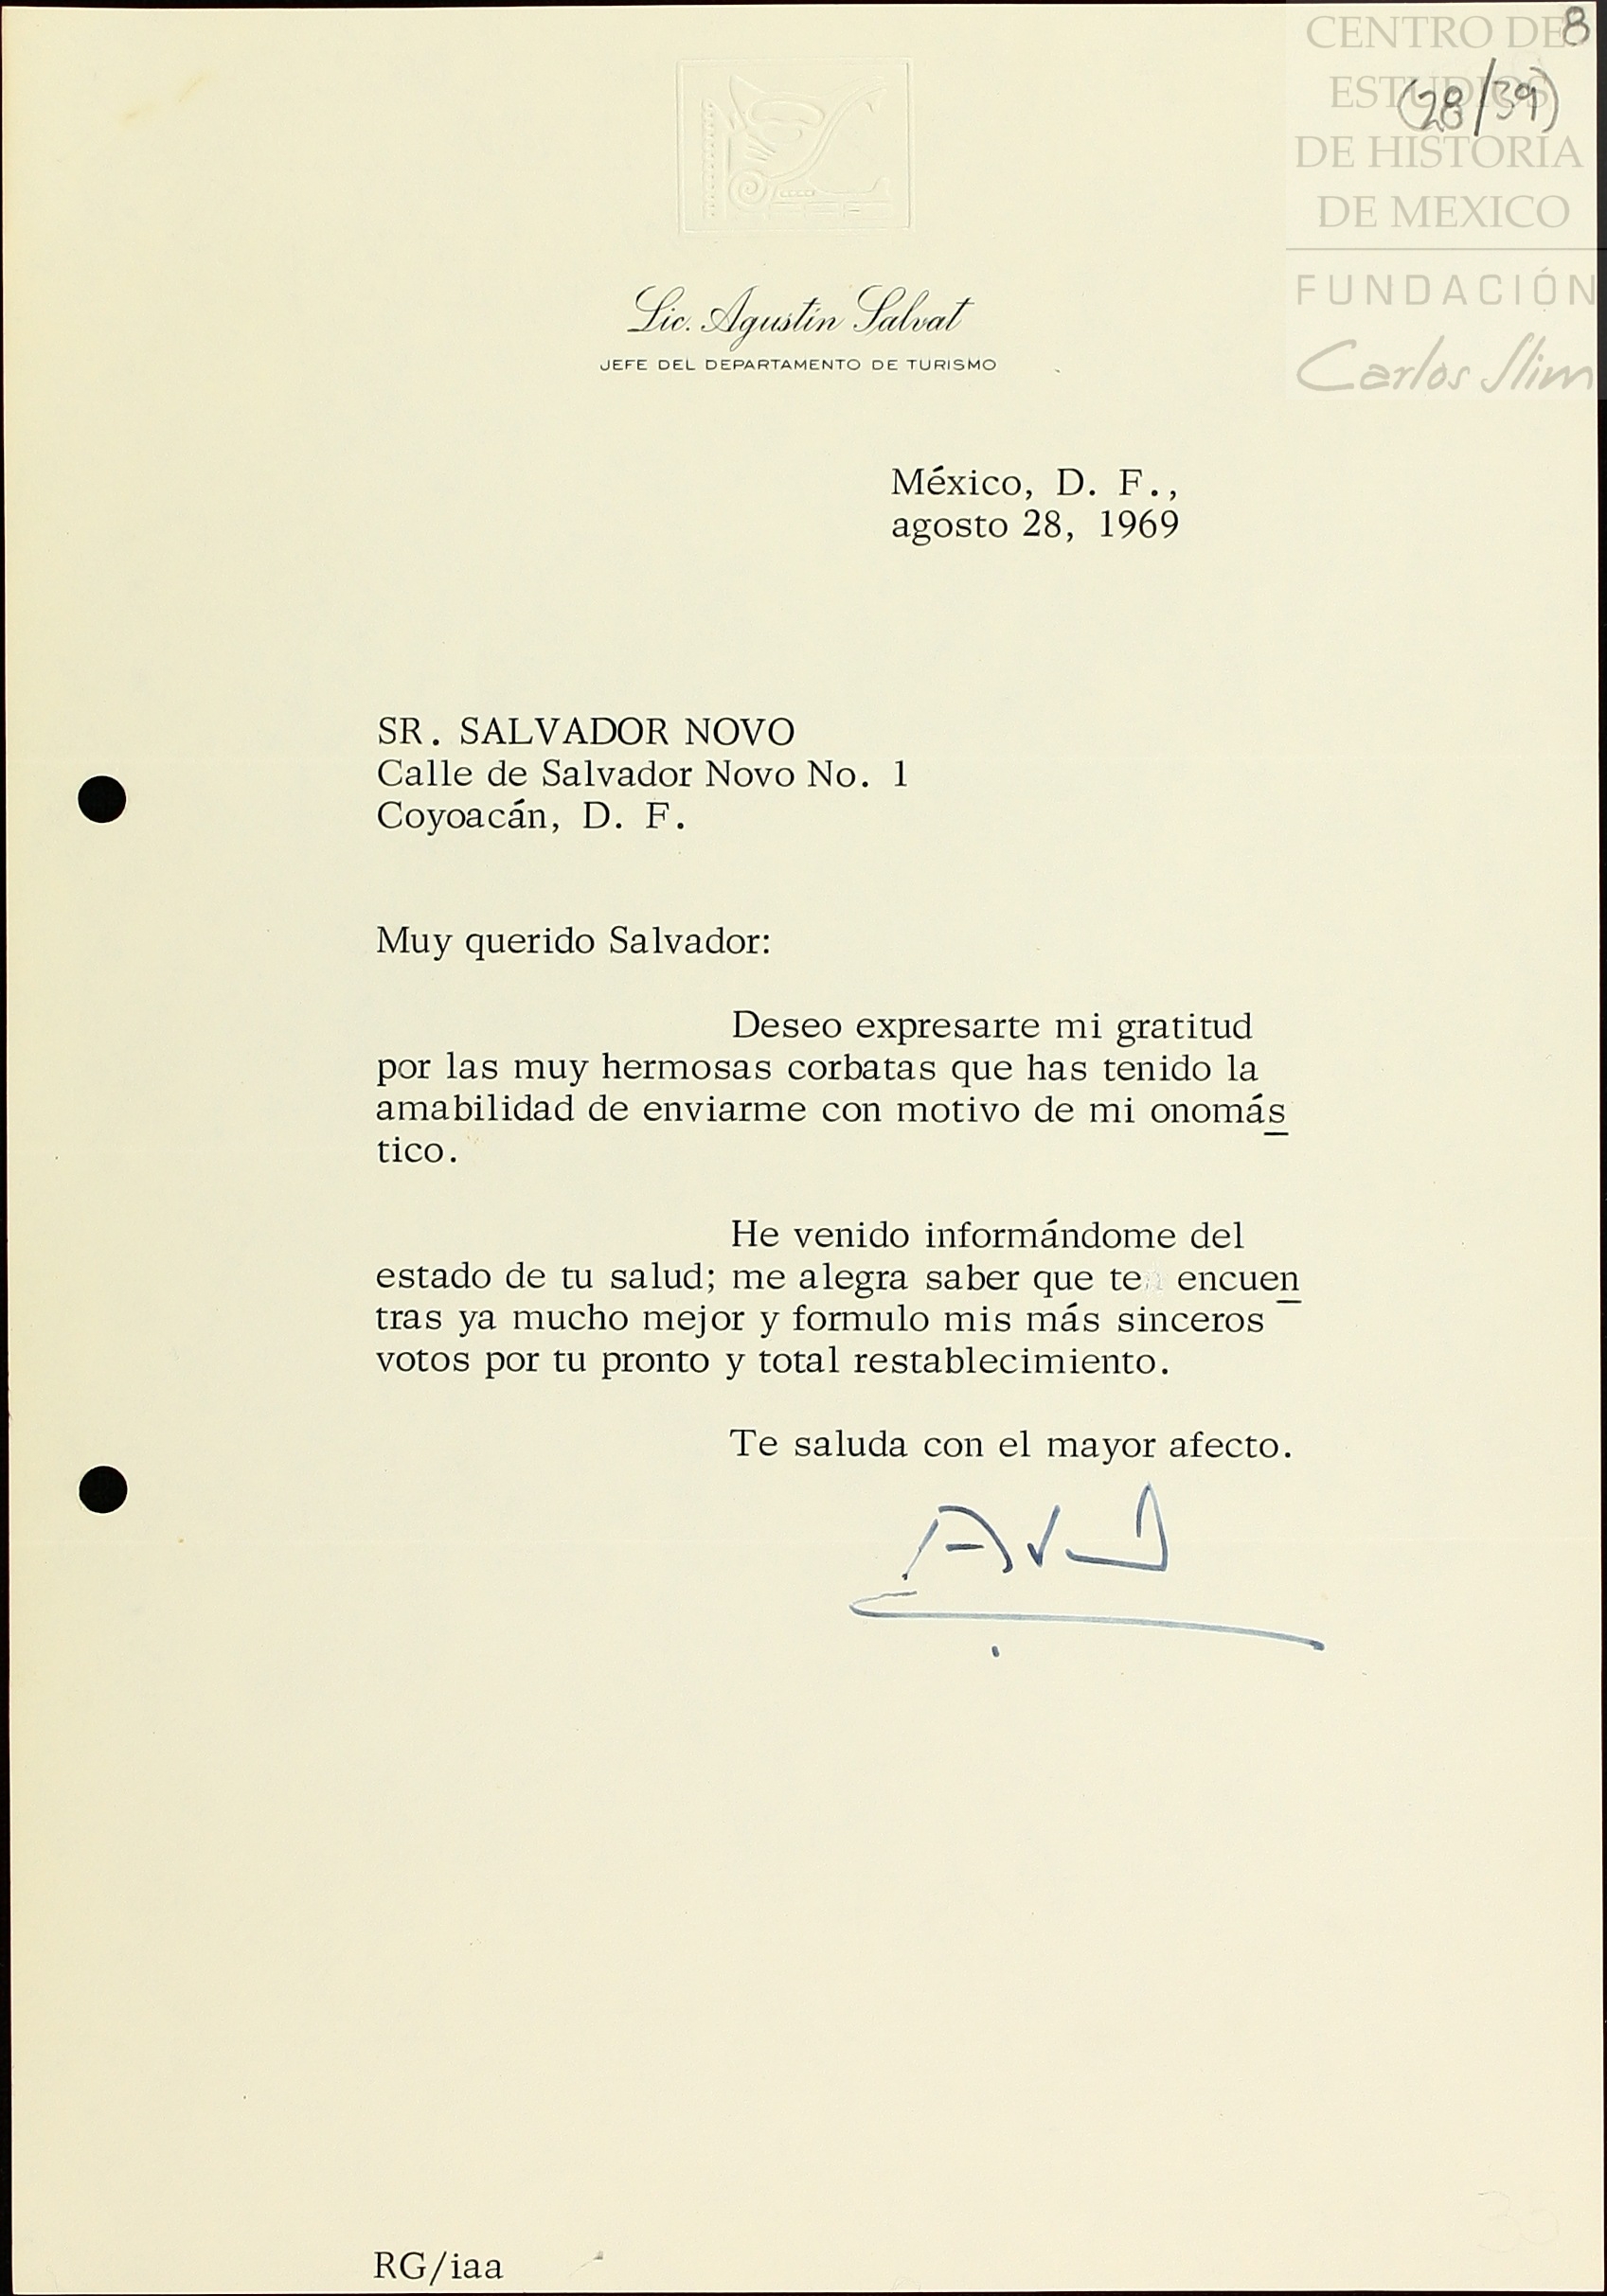 CENTRO DE
8
ESTUDIOS
(28/39)
DE HISTORIA
DE MEXICO
FUNDACIÓN
Carlos Slim
Lic. Agustín Salvat
JEFE DEL DEPARTAMENTO DE TURISMO
México, D. F.,
agosto 28, 1969
SR. SALVADOR NOVO
Calle de Salvador Novo No. 1
Coyoacán, D. F.
Muy querido Salvador:
Deseo expresarte mi gratitud
por las muy hermosas corbatas que has tenido la
amabilidad de enviarme con motivo de mi onomás
tico.
He venido informándome del
estado de tu salud; me alegra saber que te encuen
tras ya mucho mejor y formulo mis más sinceros
votos por tu pronto y total restablecimiento.
Te saluda con el mayor afecto.
RG/iaa